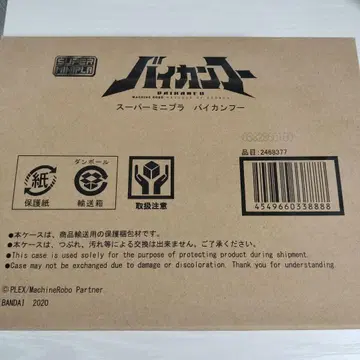 SUPER MINIPLA
バイカンフー
BAIKANFU
スーパーミニプラ バイカンフー
品目:2468377
紙
保護紙
ダンボール
輸送箱
取扱注意
4549660338888
●本ケースは、商品輸送用の保護梱包材です。
●本ケースは、つぶれ、汚れ等による交換は出来ません。ご了承ください。
●This case is used solely for the purpose of protecting product during shipment.
●Case may not be exchanged due to damage or discoloration. Thank you for understanding.
©PLEX/MachineRobo Partner
BANDAI 2020